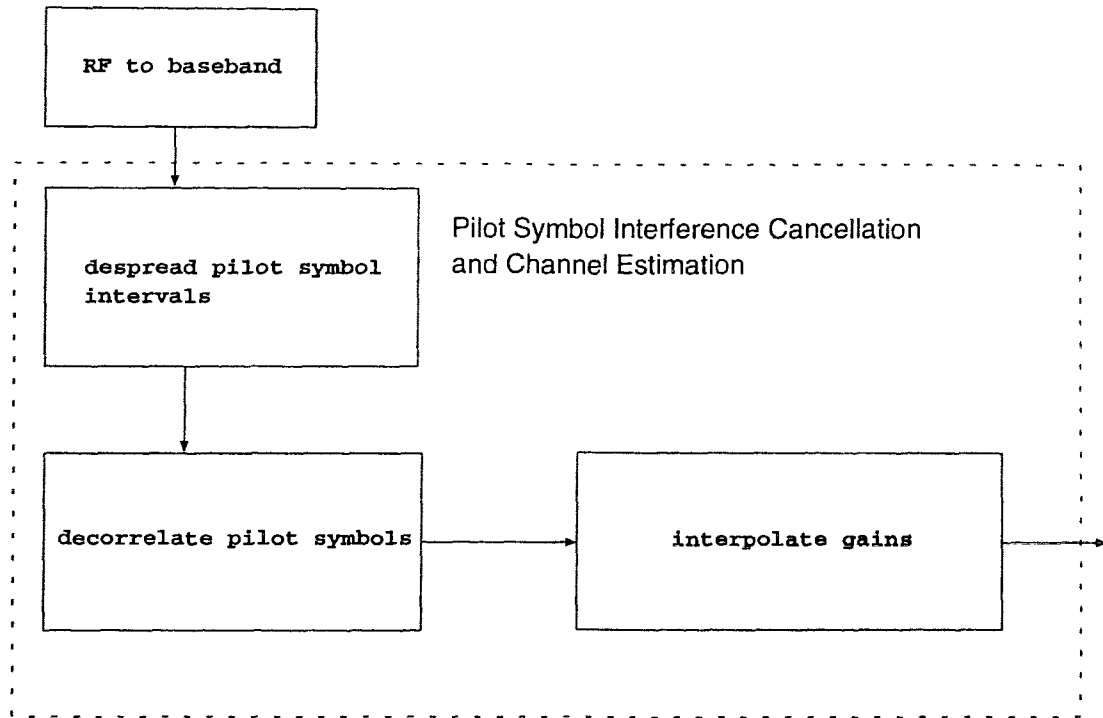 RF to baseband
despread pilot symbol
intervals
Pilot Symbol Interference Cancellation
and Channel Estimation
decorrelate pilot symbols
interpolate gains